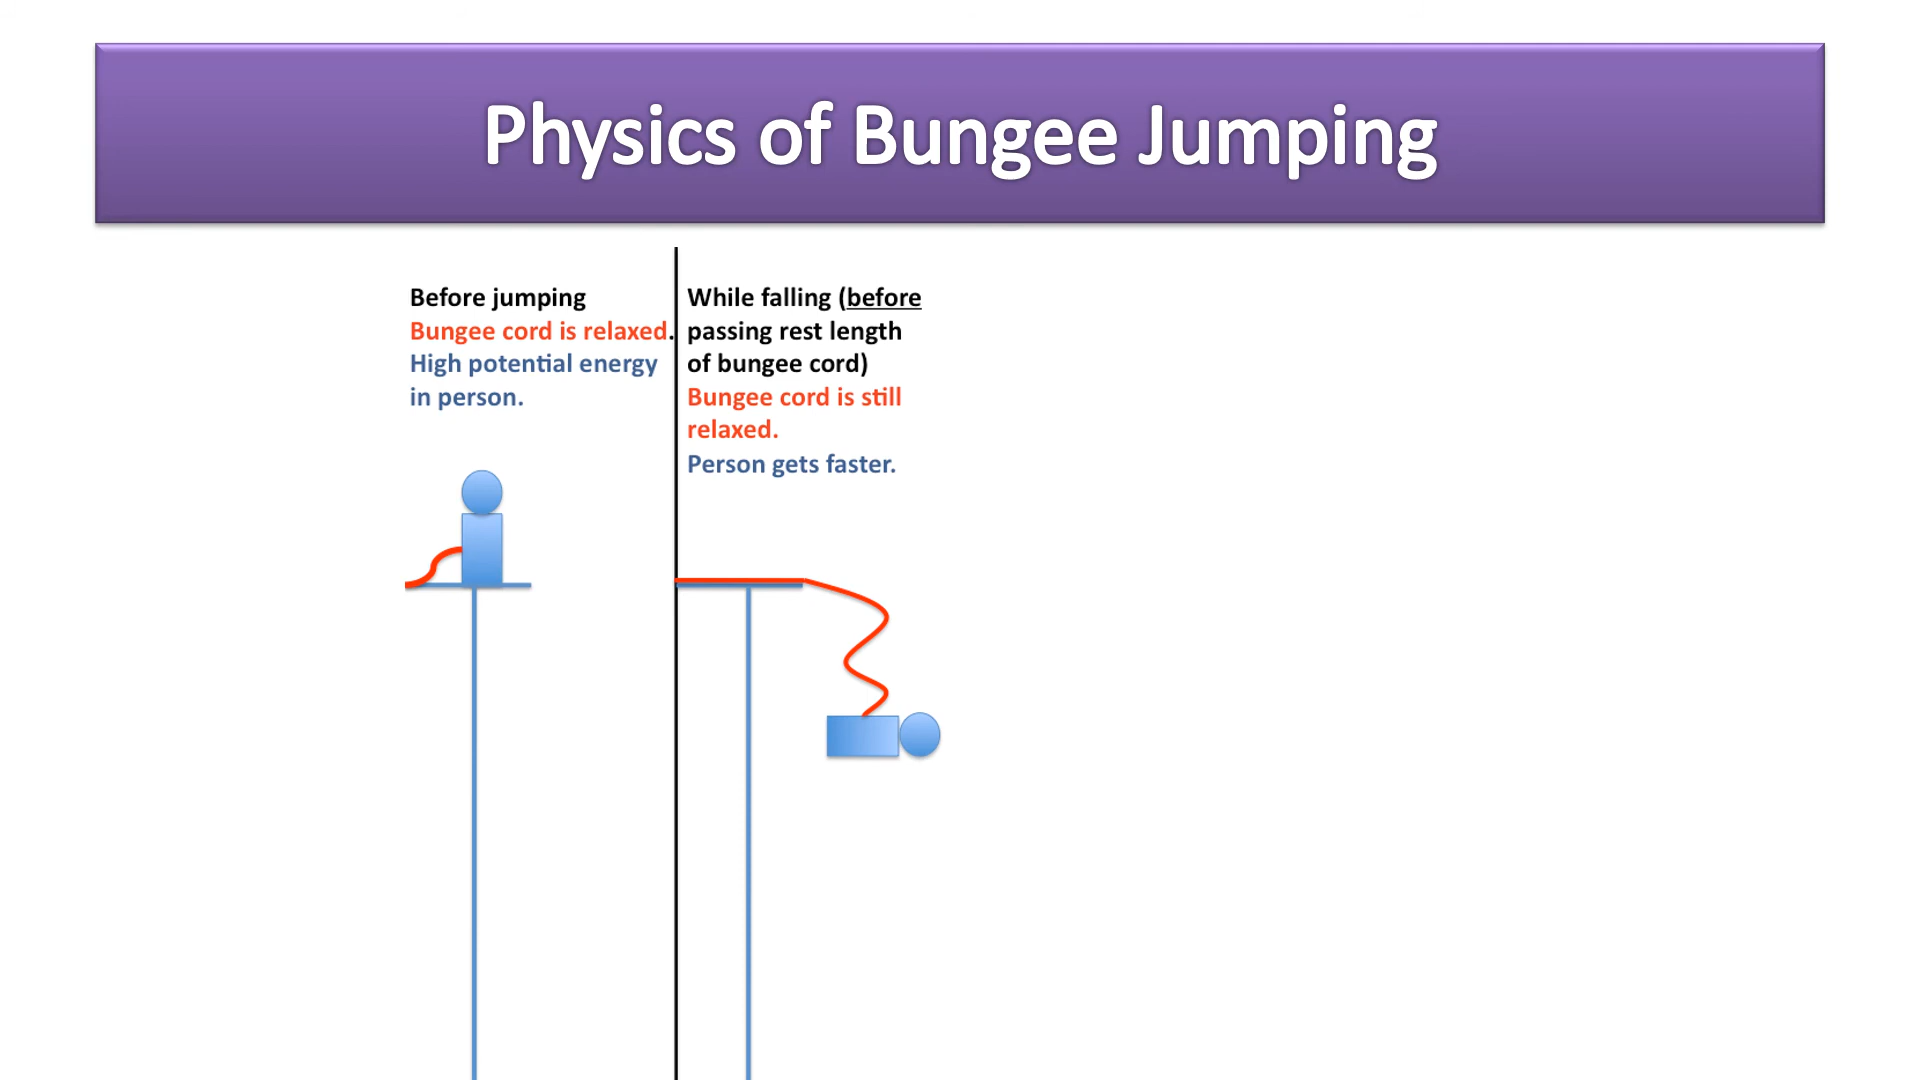 Physics of Bungee Jumping
Before jumping
Bungee cord is relaxed.
High potential energy
in person.
While falling (before
passing rest length
of bungee cord)
Bungee cord is still
relaxed.
Person gets faster.